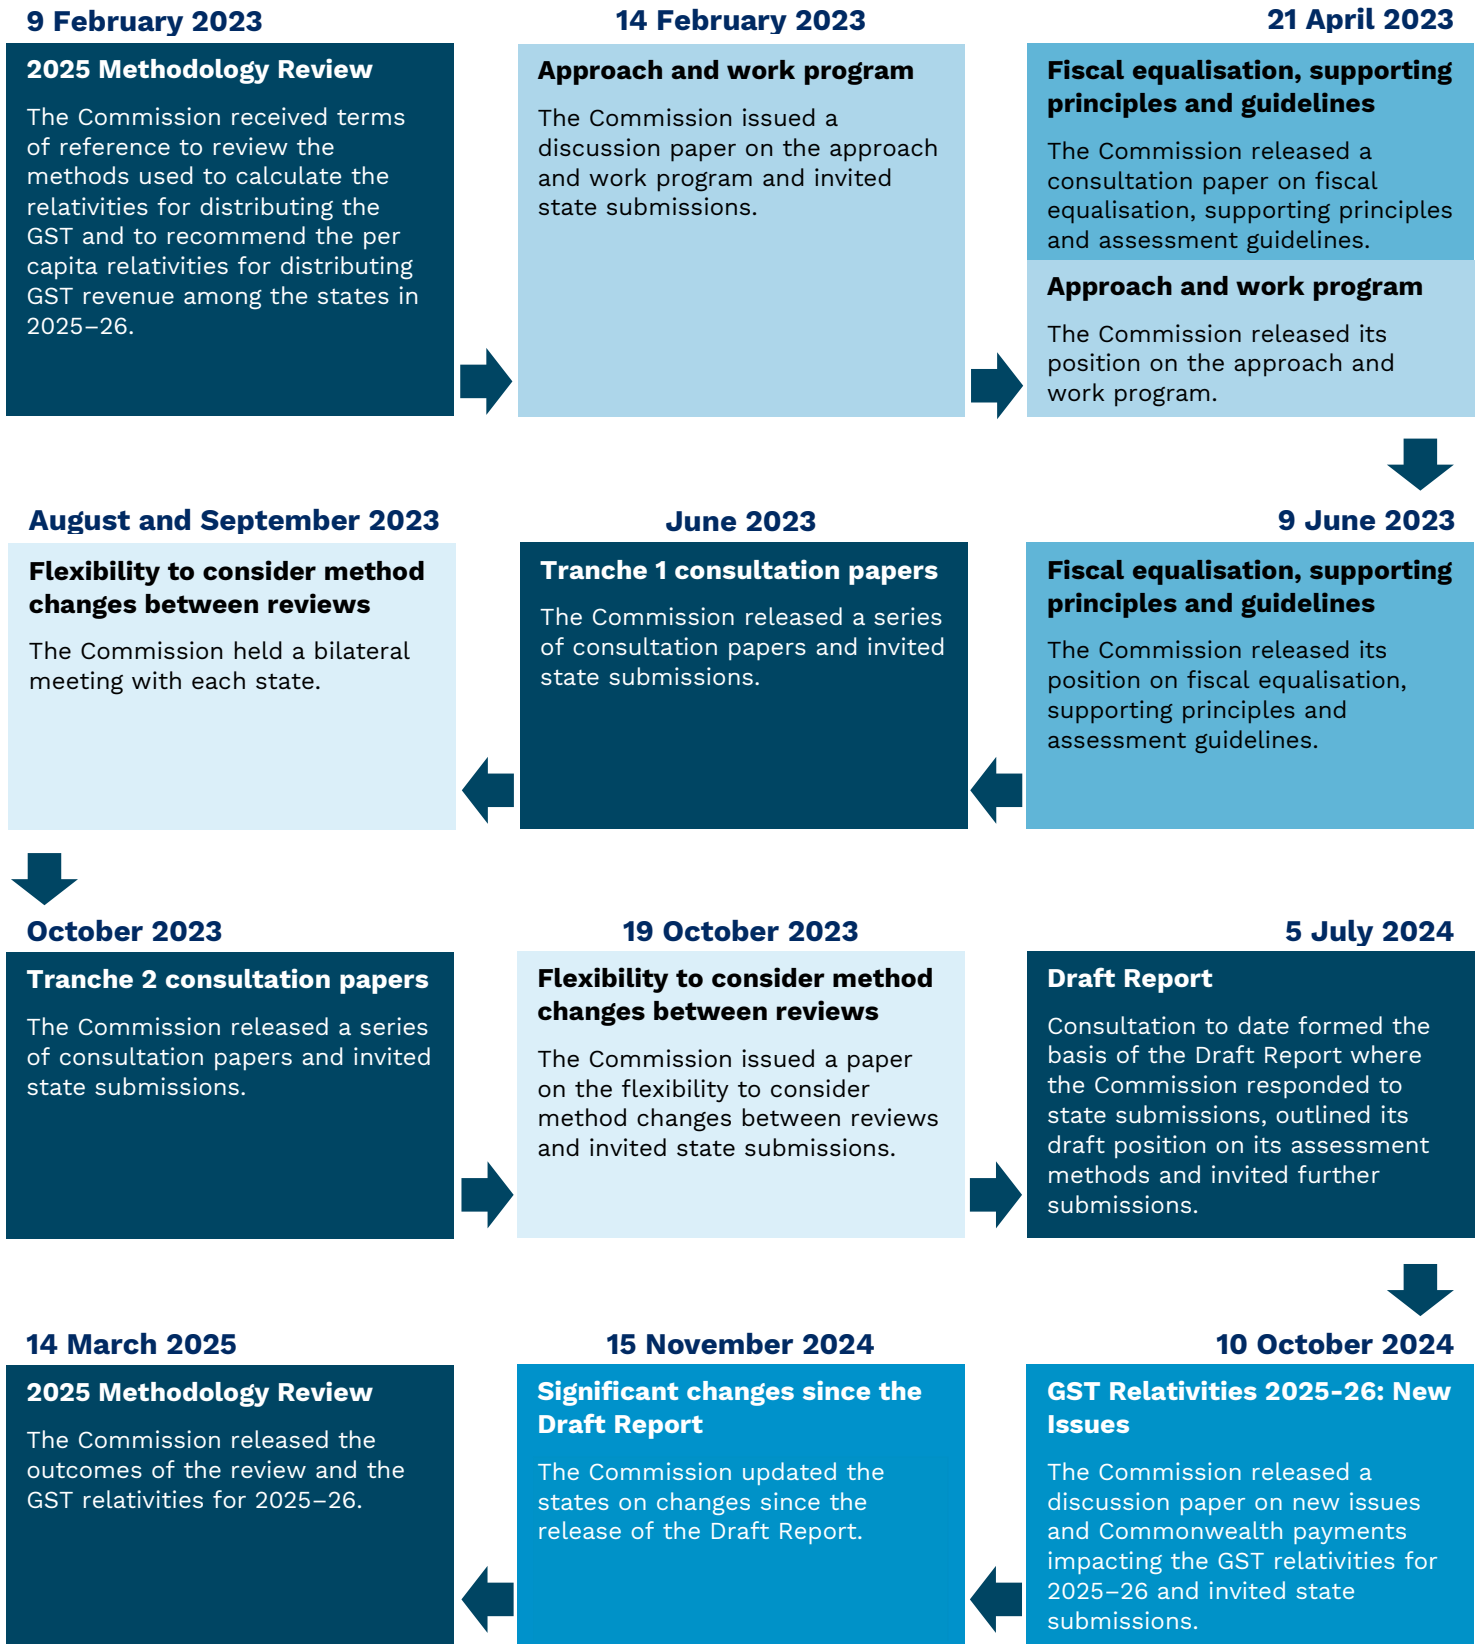 9 February 2023
2025 Methodology Review
The Commission received terms
of reference to review the
methods used to calculate the
relativities for distributing the
GST and to recommend the per
capita relativities for distributing
GST revenue among the states in
2025–26.
14 February 2023
Approach and work program
The Commission issued a
discussion paper on the approach
and work program and invited
state submissions.
21 April 2023
Fiscal equalisation, supporting
principles and guidelines
The Commission released a
consultation paper on fiscal
equalisation, supporting principles
and assessment guidelines.
Approach and work program
The Commission released its
position on the approach and
work program.
9 June 2023
Fiscal equalisation, supporting
principles and guidelines
The Commission released its
position on fiscal equalisation,
supporting principles and
assessment guidelines.
June 2023
Tranche 1 consultation papers
The Commission released a series
of consultation papers and invited
state submissions.
August and September 2023
Flexibility to consider method
changes between reviews
The Commission held a bilateral
meeting with each state.
October 2023
Tranche 2 consultation papers
The Commission released a series
of consultation papers and invited
state submissions.
19 October 2023
Flexibility to consider method
changes between reviews
The Commission issued a paper
on the flexibility to consider
method changes between reviews
and invited state submissions.
5 July 2024
Draft Report
Consultation to date formed the
basis of the Draft Report where
the Commission responded to
state submissions, outlined its
draft position on its assessment
methods and invited further
submissions.
10 October 2024
GST Relativities 2025-26: New
Issues
The Commission released a
discussion paper on new issues
and Commonwealth payments
impacting the GST relativities for
2025–26 and invited state
submissions.
15 November 2024
Significant changes since the
Draft Report
The Commission updated the
states on changes since the
release of the Draft Report.
14 March 2025
2025 Methodology Review
The Commission released the
outcomes of the review and the
GST relativities for 2025–26.